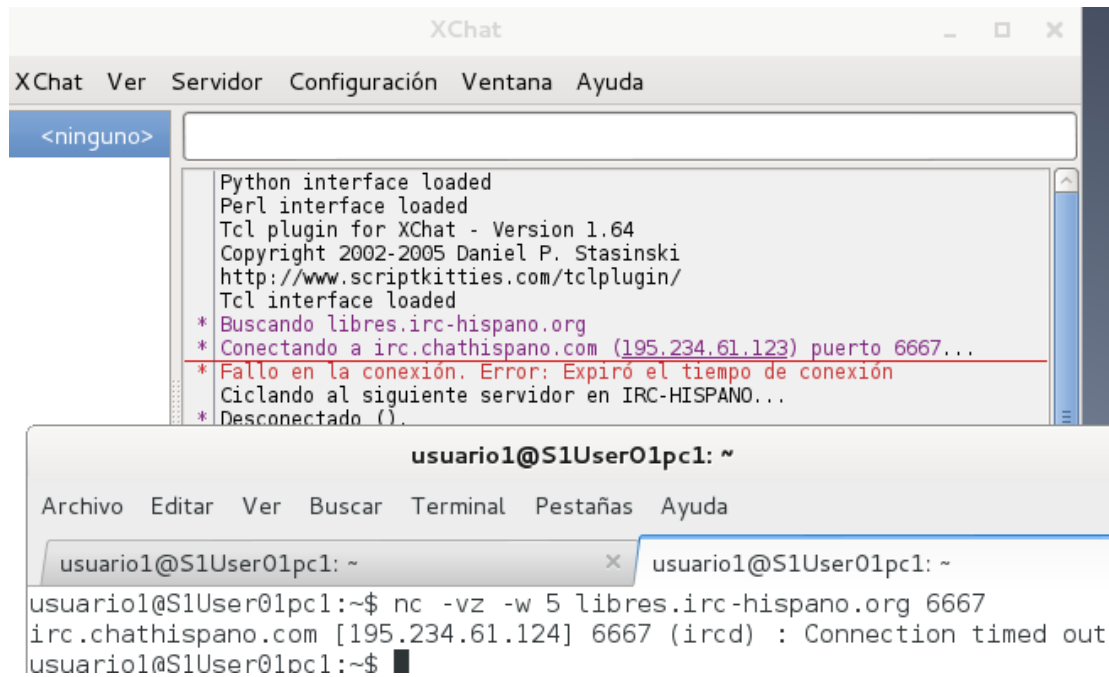 XChat
XChat Ver Servidor Configuración Ventana Ayuda
<ninguno>
Python interface loaded
Perl interface loaded
Tcl plugin for XChat - Version 1.64
Copyright 2002-2005 Daniel P. Stasinski
http://www.scriptkitties.com/tclplugin/
Tcl interface loaded
* Buscando libres.irc-hispano.org
* Conectando a irc.chathispano.com (195.234.61.123) puerto 6667...
* Fallo en la conexión. Error: Expiró el tiempo de conexión
Ciclando al siguiente servidor en IRC-HISPANO...
* Desconectado ().
usuario1@S1User01pc1: ~
Archivo Editar Ver Buscar Terminal Pestañas Ayuda
usuario1@S1User01pc1: ~ × usuario1@S1User01pc1: ~
usuario1@S1User01pc1:~$ nc -vz -w 5 libres.irc-hispano.org 6667
irc.chathispano.com [195.234.61.124] 6667 (ircd) : Connection timed out
usuario1@S1User01pc1:~$